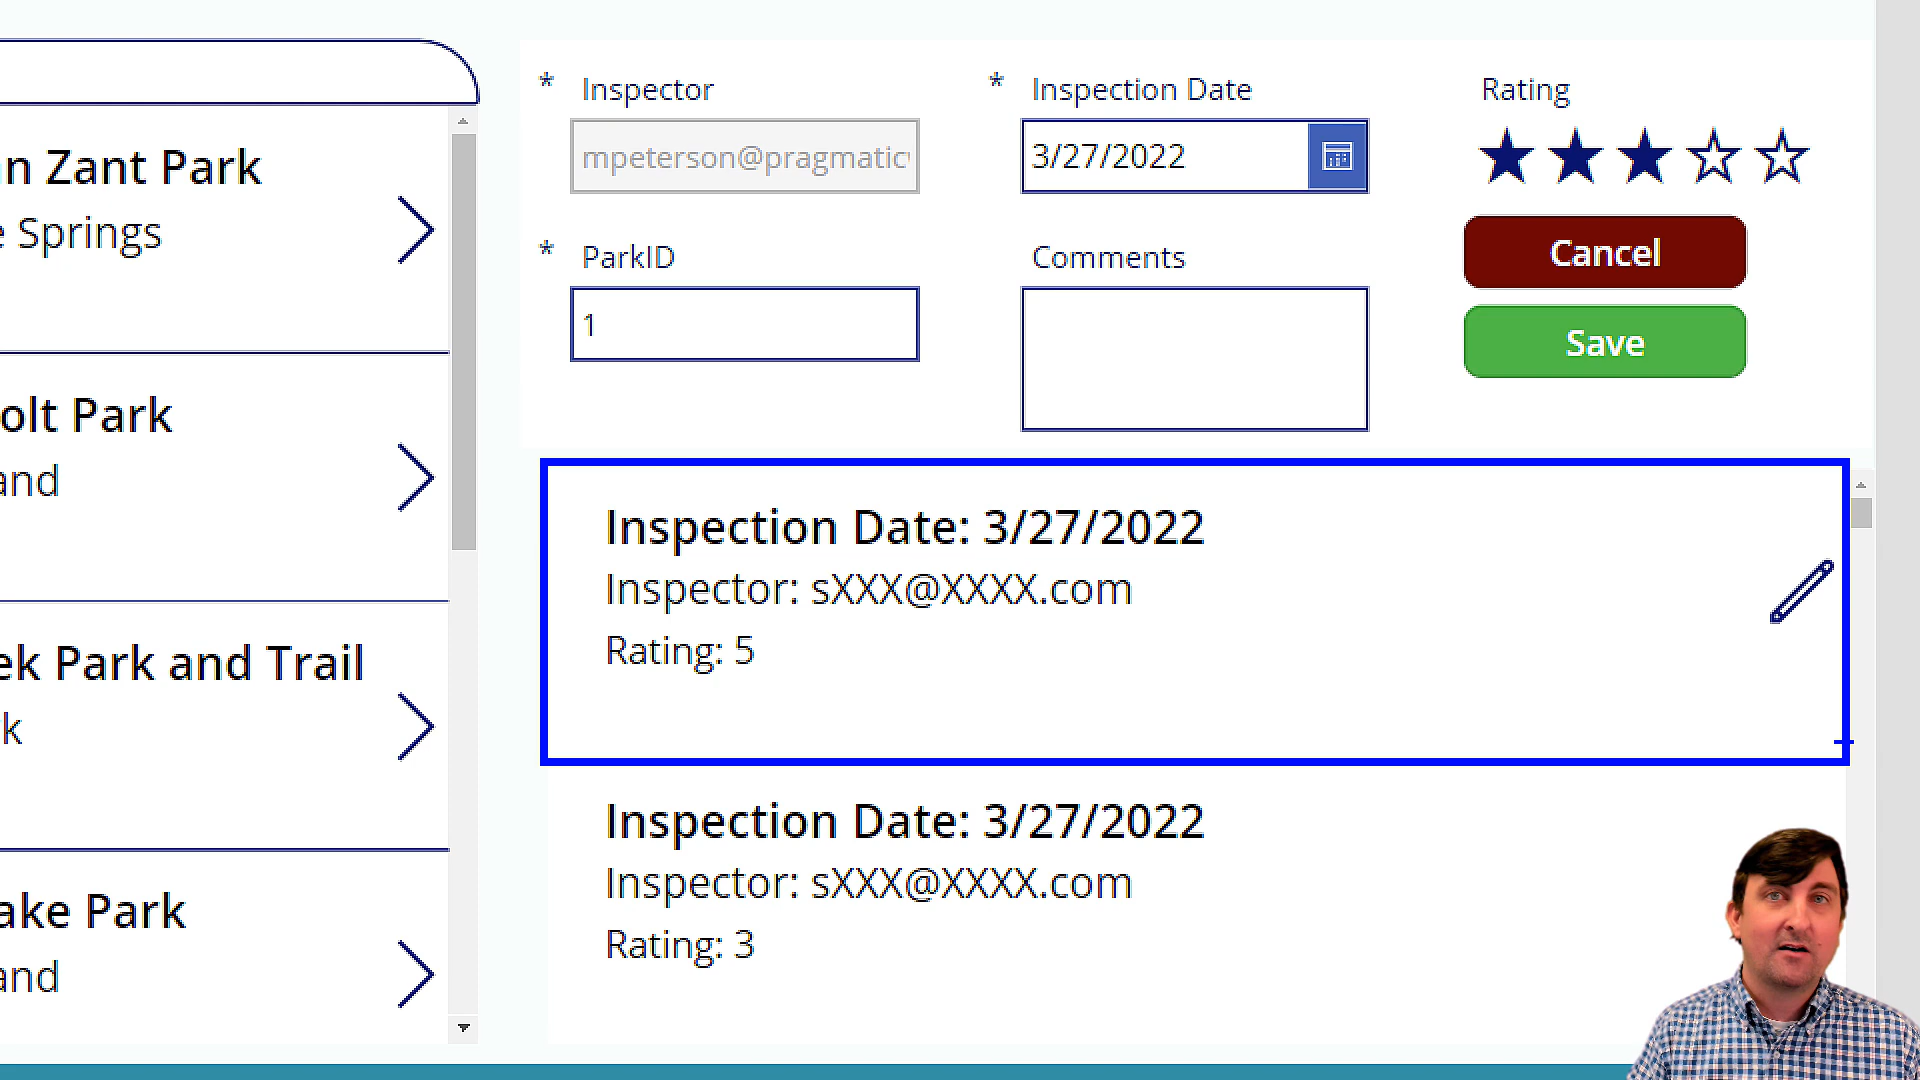 n Zant Park
Springs
olt Park
and
ek Park and Trail
k
ake Park
and
* Inspector
mpeterson@pragmatic
* Inspection Date
3/27/2022
Rating
* ParkID
1
Comments
Cancel
Save
Inspection Date: 3/27/2022
Inspector: sXXX@XXXX.com
Rating: 5
Inspection Date: 3/27/2022
Inspector: sXXX@XXXX.com
Rating: 3